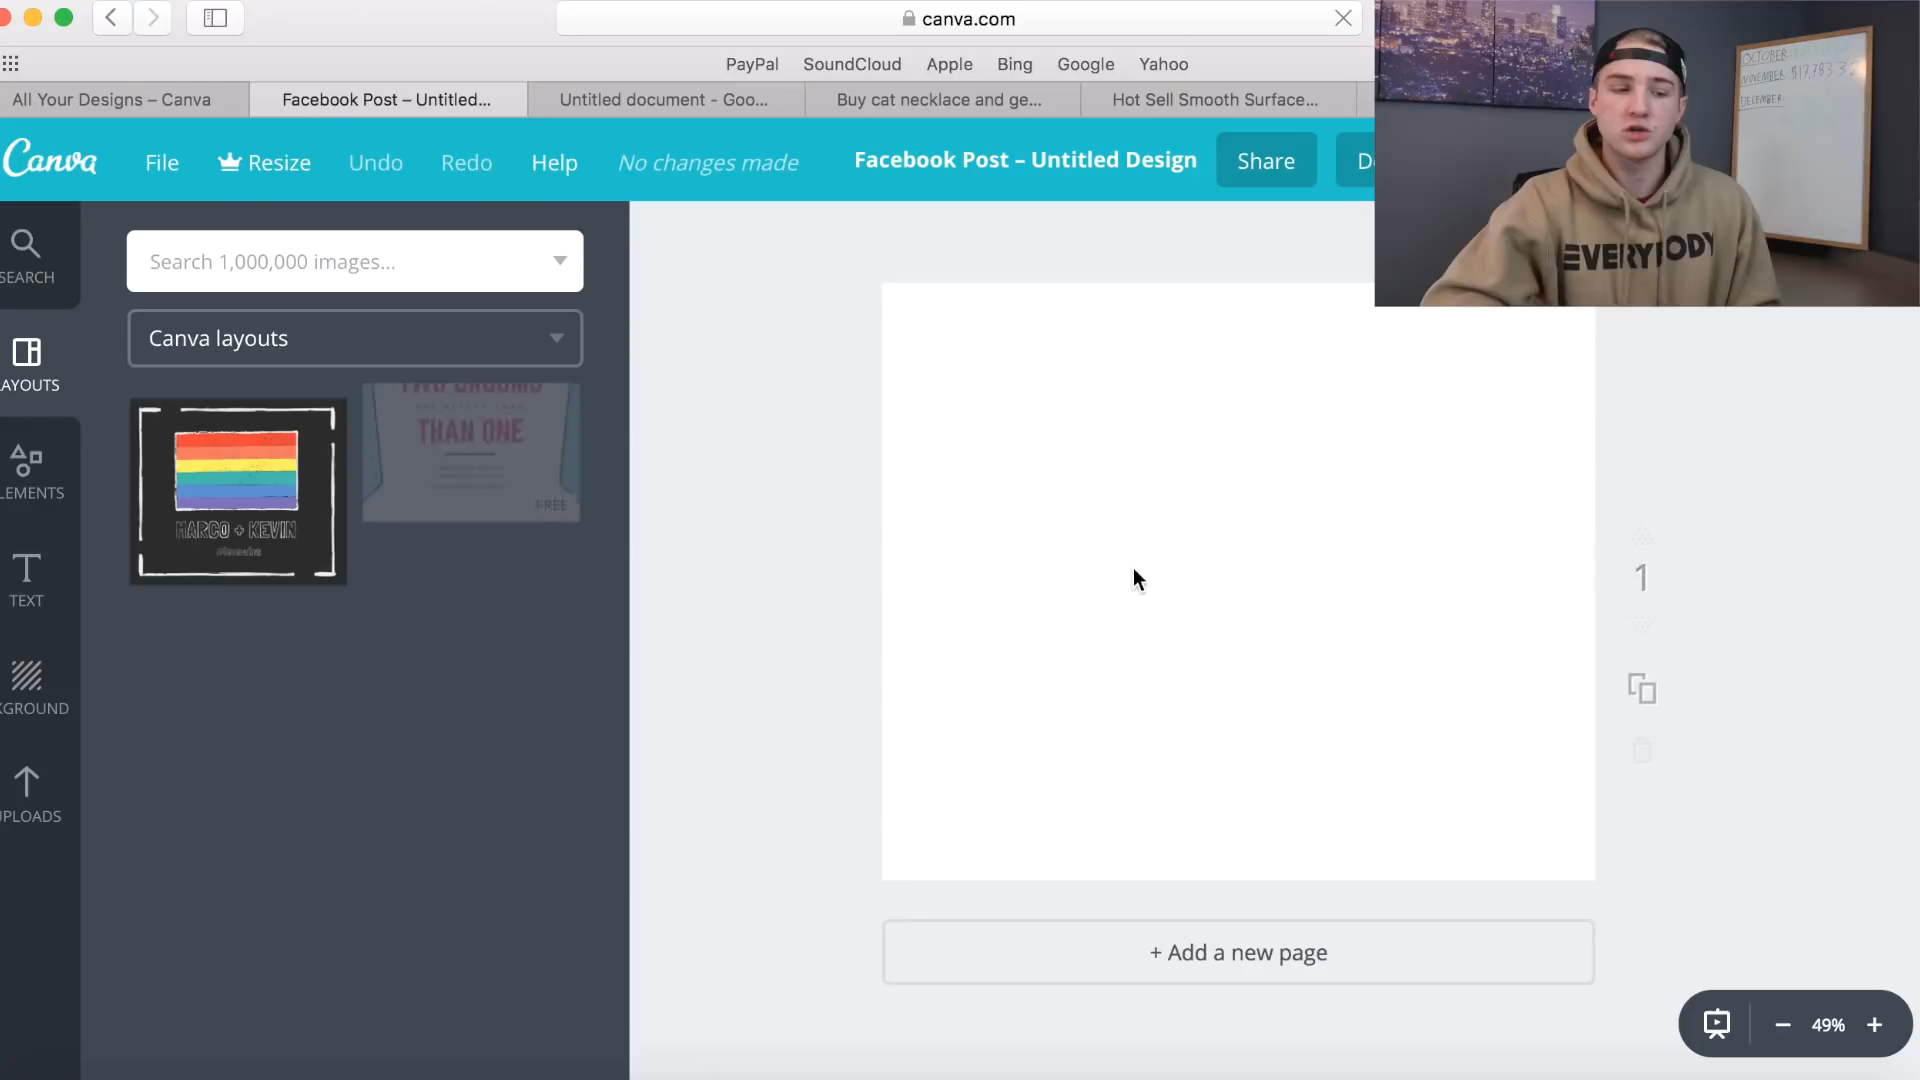 canva.com
PayPal SoundCloud Apple Bing Google Yahoo
All Your Designs – Canva
Facebook Post – Untitled...
Untitled document - Goo...
Buy cat necklace and ge...
Hot Sell Smooth Surface...
Canva
File
Resize
Undo
Redo
Help
No changes made
Facebook Post – Untitled Design
Share
D
SEARCH
AYOUTS
LEMENTS
TEXT
KGROUND
UPLOADS
Search 1,000,000 images...
Canva layouts
MARCO + KEVIN
THAN ONE
FREE
1
+ Add a new page
49%
OCTOBER
NOVEMBER
DECEMBER
EVERYBODY